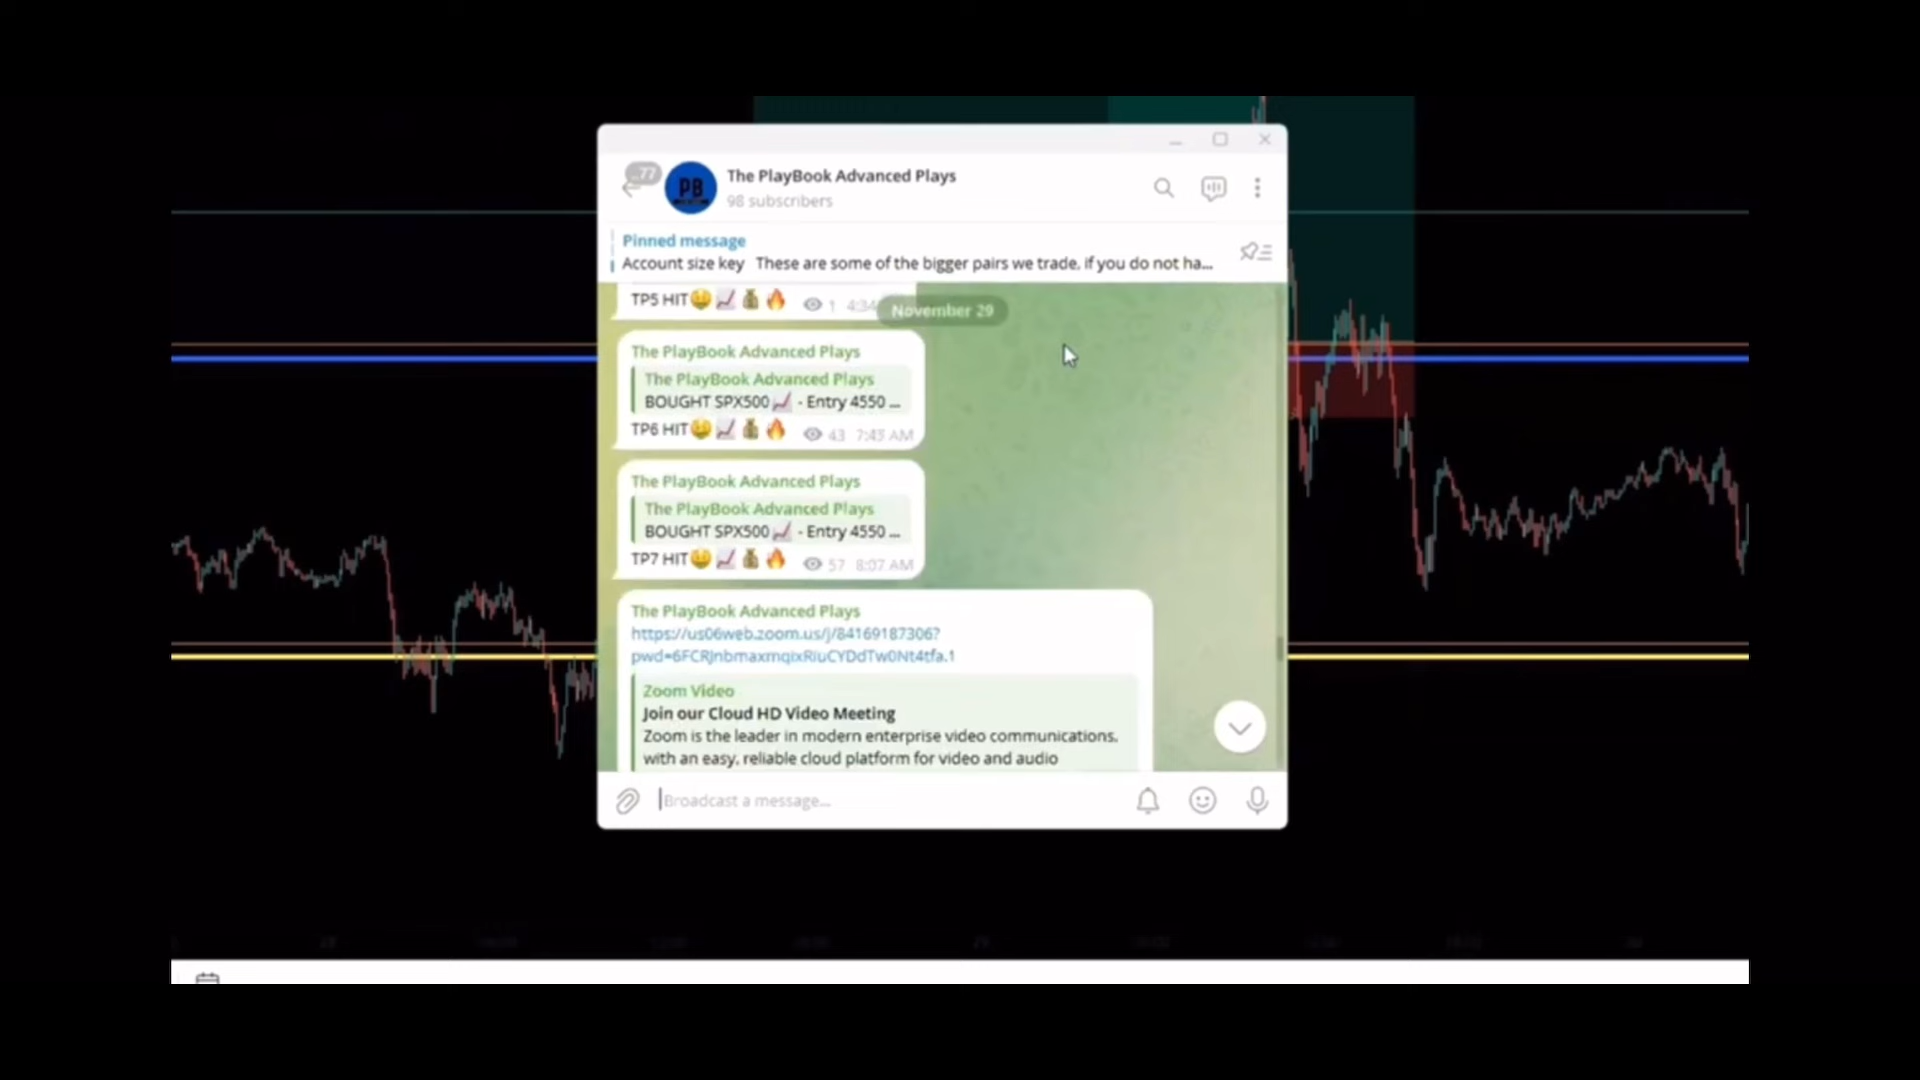 ..77
PB
The PlayBook Advanced Plays
98 subscribers
Pinned message
Account size key These are some of the bigger pairs we trade, if you do not ha...
TP5 HIT🤑📈💰🔥 1 4:34
November 29
The PlayBook Advanced Plays
The PlayBook Advanced Plays
BOUGHT SPX500📈 - Entry 4550 ...
TP6 HIT🤑📈💰🔥 43 7:43 AM
The PlayBook Advanced Plays
The PlayBook Advanced Plays
BOUGHT SPX500📈 - Entry 4550 ...
TP7 HIT🤑📈💰🔥 57 8:07 AM
The PlayBook Advanced Plays
https://us06web.zoom.us/j/84169187306?
Zoom Video
Join our Cloud HD Video Meeting
Zoom is the leader in modern enterprise video communications,
with an easy, reliable cloud platform for video and audio
Broadcast a message...